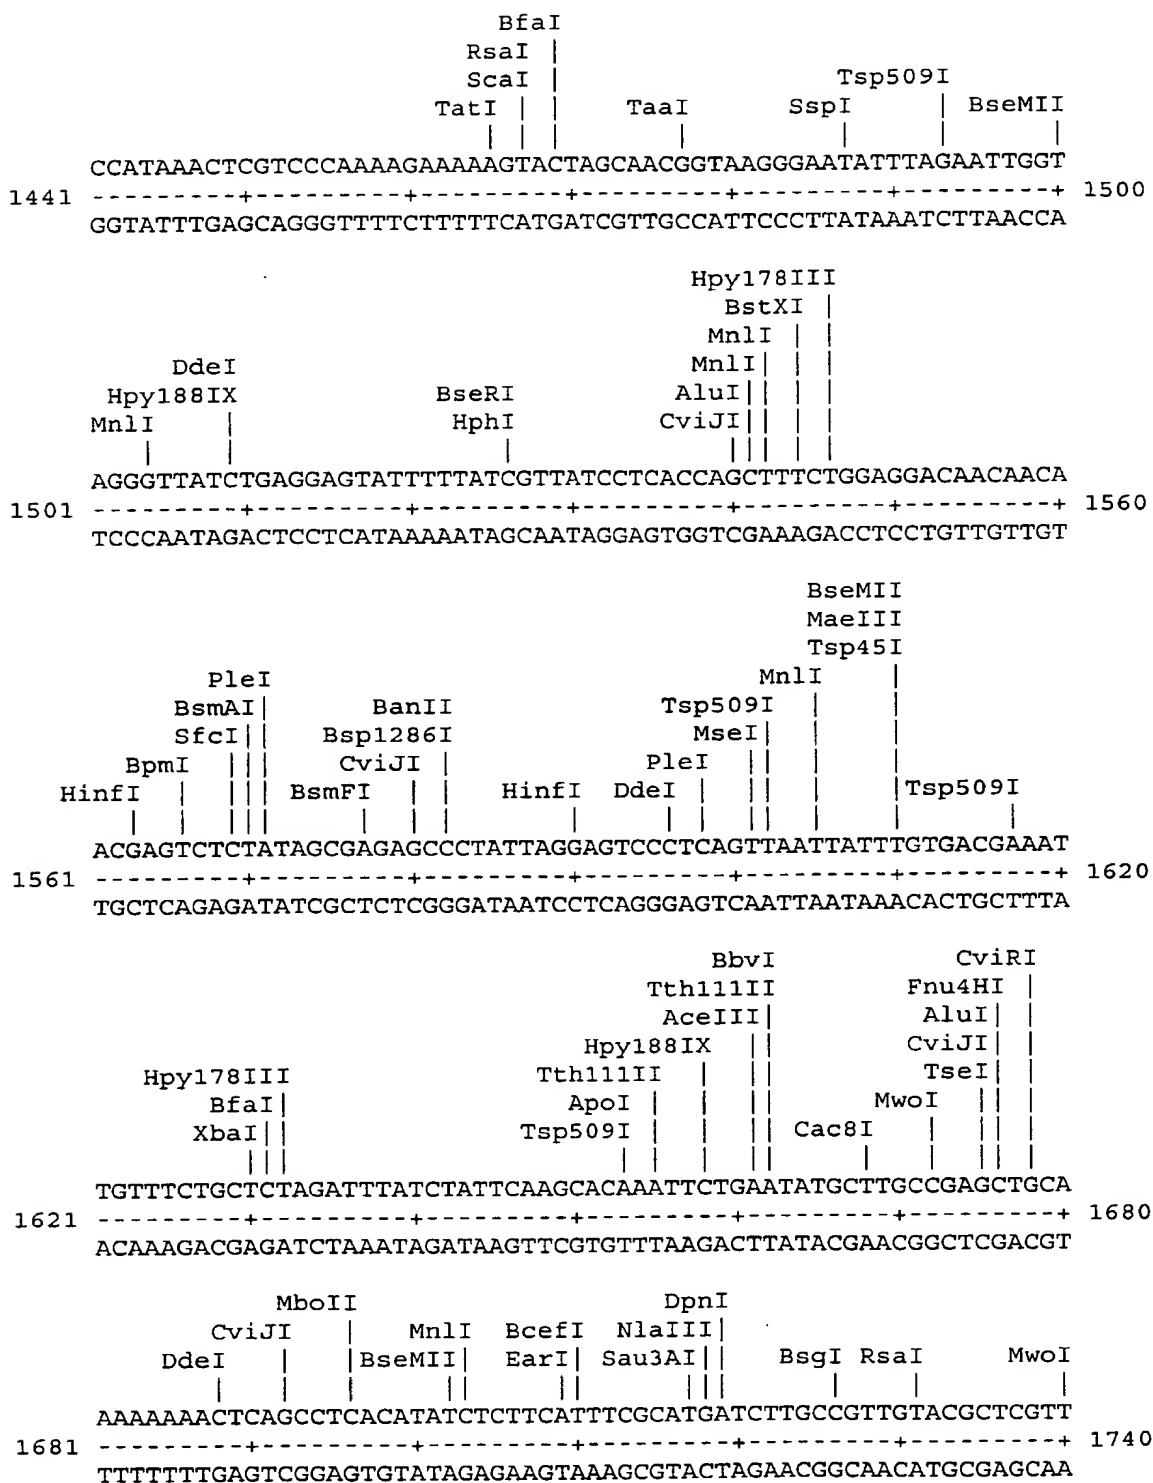 BfaI
RsaI |
ScaI | Tsp509I
TatI | | TaaI SspI | BseMII
| | | | | | |
CCATAAACTCGTCCCAAAAGAAAAAGTACTAGCAACGGTAAGGGAATATTTAGAATTGGT
1441 ---------+---------+---------+---------+---------+---------+ 1500
GGTATTTGAGCAGGGTTTTCTTTTTCATGATCGTTGCCATTCCCTTATAAATCTTAACCA
Hpy178III
BstXI |
MnlI | |
DdeI MnlI| | |
Hpy188IX BseRI AluI|| | |
MnlI | HphI CviJI|| | |
| | | ||| | |
AGGGTTATCTGAGGAGTATTTTTATCGTTATCCTCACCAGCTTTCTGGAGGACAACAACA
1501 ---------+---------+---------+---------+---------+---------+ 1560
TCCCAATAGACTCCTCATAAAAATAGCAATAGGAGTGGTCGAAAGACCTCCTGTTGTTGT
BseMII
MaeIII
Tsp45I
PleI MnlI |
BsmAI| BanII Tsp509I | |
SfcI|| Bsp1286I MseI| | |
BpmI ||| CviJI | PleI || | |
HinfI | ||| BsmFI | | HinfI DdeI | || | |Tsp509I
| | ||| | | | | | | || | | |
ACGAGTCTCTATAGCGAGAGCCCTATTAGGAGTCCCTCAGTTAATTATTTGTGACGAAAT
1561 ---------+---------+---------+---------+---------+---------+ 1620
TGCTCAGAGATATCGCTCTCGGGATAATCCTCAGGGAGTCAATTAATAAACACTGCTTTA
BbvI CviRI
Tth111II Fnu4HI |
AceIII| AluI| |
Hpy188IX || CviJI| |
Hpy178III Tth111II | || TseI| |
BfaI| ApoI | | || MwoI || |
XbaI|| Tsp509I | | || Cac8I | || |
||| | | | || | | || |
TGTTTCTGCTCTAGATTTATCTATTCAAGCACAAATTCTGAATATGCTTGCCGAGCTGCA
1621 ---------+---------+---------+---------+---------+---------+ 1680
ACAAAGACGAGATCTAAATAGATAAGTTCGTGTTTAAGACTTATACGAACGGCTCGACGT
MboII DpnI
CviJI | MnlI BcefI NlaIII|
DdeI | |BseMII| EarI| Sau3AI|| BsgI RsaI MwoI
| | | || || ||| | | |
AAAAAAACTCAGCCTCACATATCTCTTCATTTCGCATGATCTTGCCGTTGTACGCTCGTT
1681 ---------+---------+---------+---------+---------+---------+ 1740
TTTTTTTGAGTCGGAGTGTATAGAGAAGTAAAGCGTACTAGAACGGCAACATGCGAGCAA